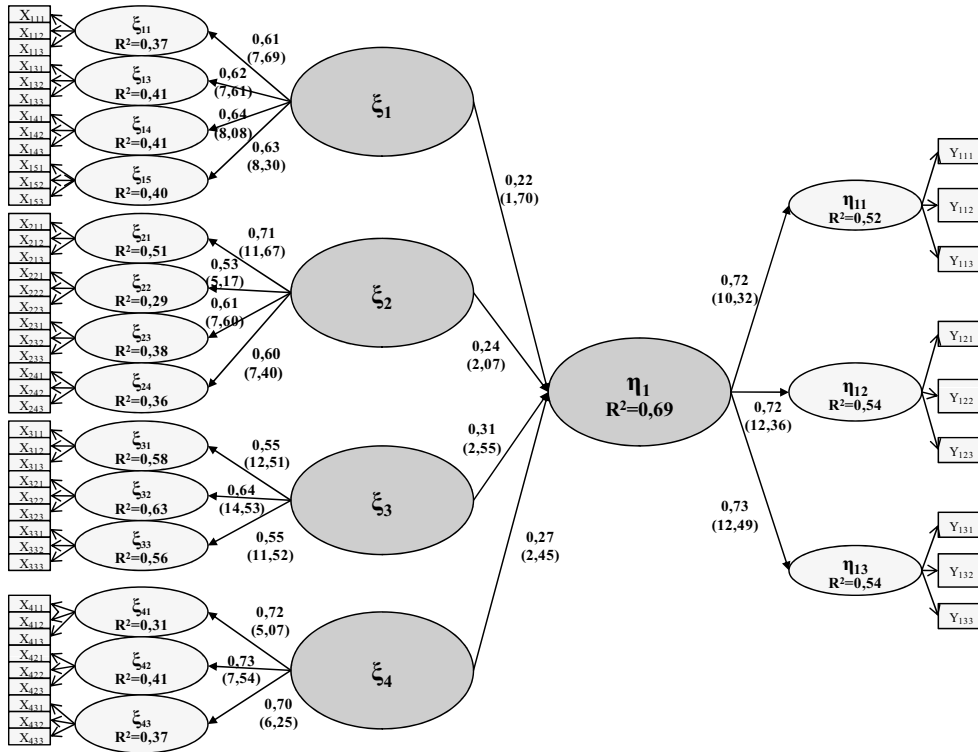 X₁₁₁
X₁₁₂
X₁₁₃
X₁₃₁
X₁₃₂
X₁₃₃
X₁₄₁
X₁₄₂
X₁₄₃
X₁₅₁
X₁₅₂
X₁₅₃
ξ₁₁
R²=0,37
ξ₁₃
R²=0,41
ξ₁₄
R²=0,41
ξ₁₅
R²=0,40
0,61
(7,69)
0,62
(7,61)
0,64
(8,08)
0,63
(8,30)
ξ₁
X₂₁₁
X₂₁₂
X₂₁₃
X₂₂₁
X₂₂₂
X₂₂₃
X₂₃₁
X₂₃₂
X₂₃₃
X₂₄₁
X₂₄₂
X₂₄₃
ξ₂₁
R²=0,51
ξ₂₂
R²=0,29
ξ₂₃
R²=0,38
ξ₂₄
R²=0,36
0,71
(11,67)
0,53
(5,17)
0,61
(7,60)
0,60
(7,40)
ξ₂
X₃₁₁
X₃₁₂
X₃₁₃
X₃₂₁
X₃₂₂
X₃₂₃
X₃₃₁
X₃₃₂
X₃₃₃
ξ₃₁
R²=0,58
ξ₃₂
R²=0,63
ξ₃₃
R²=0,56
0,55
(12,51)
0,64
(14,53)
0,55
(11,52)
ξ₃
X₄₁₁
X₄₁₂
X₄₁₃
X₄₂₁
X₄₂₂
X₄₂₃
X₄₃₁
X₄₃₂
X₄₃₃
ξ₄₁
R²=0,31
ξ₄₂
R²=0,41
ξ₄₃
R²=0,37
0,72
(5,07)
0,73
(7,54)
0,70
(6,25)
ξ₄
0,22
(1,70)
0,24
(2,07)
0,31
(2,55)
0,27
(2,45)
η₁
R²=0,69
0,72
(10,32)
0,72
(12,36)
0,73
(12,49)
η₁₁
R²=0,52
η₁₂
R²=0,54
η₁₃
R²=0,54
Y₁₁₁
Y₁₁₂
Y₁₁₃
Y₁₂₁
Y₁₂₂
Y₁₂₃
Y₁₃₁
Y₁₃₂
Y₁₃₃